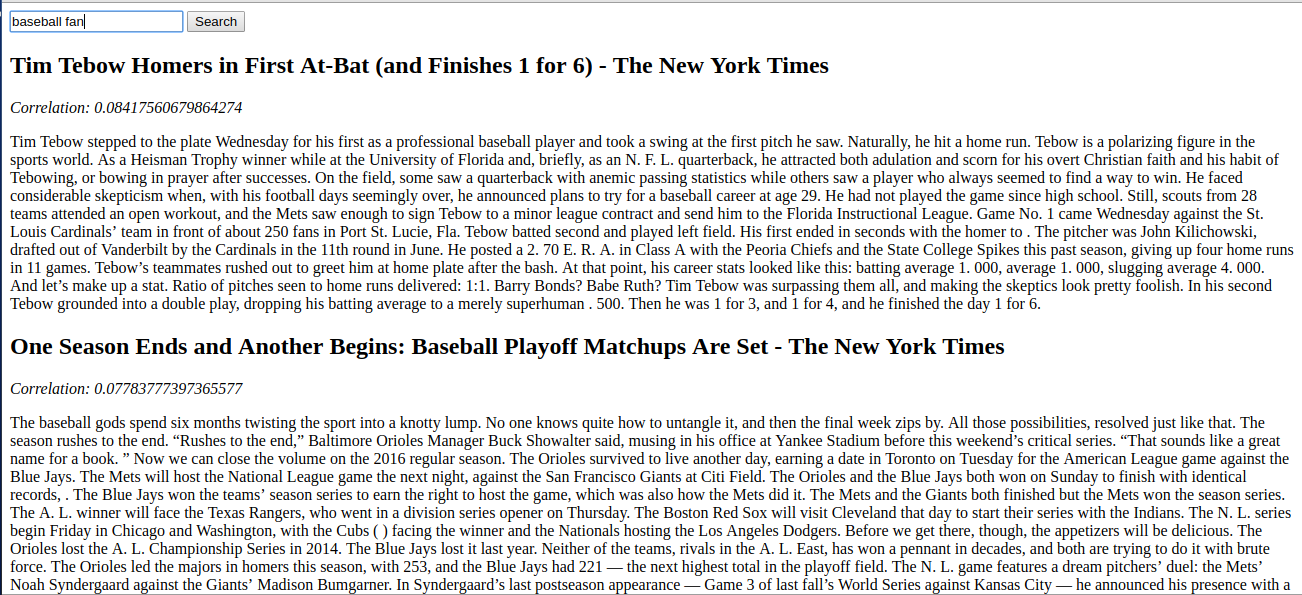 baseball fan Search
Tim Tebow Homers in First At-Bat (and Finishes 1 for 6) - The New York Times
Correlation: 0.08417560679864274
Tim Tebow stepped to the plate Wednesday for his first as a professional baseball player and took a swing at the first pitch he saw. Naturally, he hit a home run. Tebow is a polarizing figure in the
sports world. As a Heisman Trophy winner while at the University of Florida and, briefly, as an N. F. L. quarterback, he attracted both adulation and scorn for his overt Christian faith and his habit of
Tebowing, or bowing in prayer after successes. On the field, some saw a quarterback with anemic passing statistics while others saw a player who always seemed to find a way to win. He faced
considerable skepticism when, with his football days seemingly over, he announced plans to try for a baseball career at age 29. He had not played the game since high school. Still, scouts from 28
teams attended an open workout, and the Mets saw enough to sign Tebow to a minor league contract and send him to the Florida Instructional League. Game No. 1 came Wednesday against the St.
Louis Cardinals’ team in front of about 250 fans in Port St. Lucie, Fla. Tebow batted second and played left field. His first ended in seconds with the homer to . The pitcher was John Kilichowski,
drafted out of Vanderbilt by the Cardinals in the 11th round in June. He posted a 2. 70 E. R. A. in Class A with the Peoria Chiefs and the State College Spikes this past season, giving up four home runs
in 11 games. Tebow’s teammates rushed out to greet him at home plate after the bash. At that point, his career stats looked like this: batting average 1. 000, average 1. 000, slugging average 4. 000.
And let’s make up a stat. Ratio of pitches seen to home runs delivered: 1:1. Barry Bonds? Babe Ruth? Tim Tebow was surpassing them all, and making the skeptics look pretty foolish. In his second
Tebow grounded into a double play, dropping his batting average to a merely superhuman . 500. Then he was 1 for 3, and 1 for 4, and he finished the day 1 for 6.
One Season Ends and Another Begins: Baseball Playoff Matchups Are Set - The New York Times
Correlation: 0.07783777397365577
The baseball gods spend six months twisting the sport into a knotty lump. No one knows quite how to untangle it, and then the final week zips by. All those possibilities, resolved just like that. The
season rushes to the end. “Rushes to the end,” Baltimore Orioles Manager Buck Showalter said, musing in his office at Yankee Stadium before this weekend’s critical series. “That sounds like a great
name for a book. ” Now we can close the volume on the 2016 regular season. The Orioles survived to live another day, earning a date in Toronto on Tuesday for the American League game against the
Blue Jays. The Mets will host the National League game the next night, against the San Francisco Giants at Citi Field. The Orioles and the Blue Jays both won on Sunday to finish with identical
records, . The Blue Jays won the teams’ season series to earn the right to host the game, which was also how the Mets did it. The Mets and the Giants both finished but the Mets won the season series.
The A. L. winner will face the Texas Rangers, who went in a division series opener on Thursday. The Boston Red Sox will visit Cleveland that day to start their series with the Indians. The N. L. series
begin Friday in Chicago and Washington, with the Cubs ( ) facing the winner and the Nationals hosting the Los Angeles Dodgers. Before we get there, though, the appetizers will be delicious. The
Orioles lost the A. L. Championship Series in 2014. The Blue Jays lost it last year. Neither of the teams, rivals in the A. L. East, has won a pennant in decades, and both are trying to do it with brute
force. The Orioles led the majors in homers this season, with 253, and the Blue Jays had 221 — the next highest total in the playoff field. The N. L. game features a dream pitchers’ duel: the Mets’
Noah Syndergaard against the Giants’ Madison Bumgarner. In Syndergaard’s last postseason appearance — Game 3 of last fall’s World Series against Kansas City — he announced his presence with a